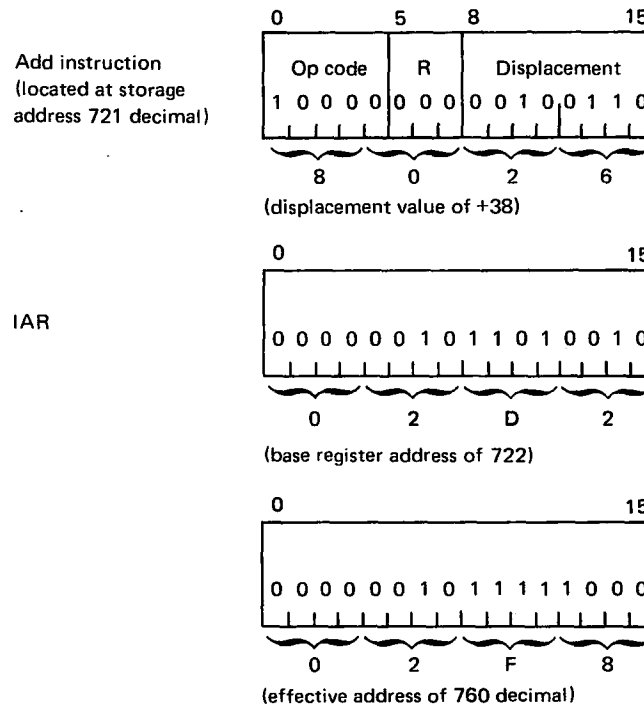 0 5 8 15
Add instruction
(located at storage
address 721 decimal)
Op code R Displacement
1 0 0 0 0 0 0 0 0 0 1 0 0 1 1 0
8 0 2 6
(displacement value of +38)
0 15
IAR
0 0 0 0 0 0 1 0 1 1 0 1 0 0 1 0
0 2 D 2
(base register address of 722)
0 15
0 0 0 0 0 0 1 0 1 1 1 1 1 0 0 0
0 2 F 8
(effective address of 760 decimal)